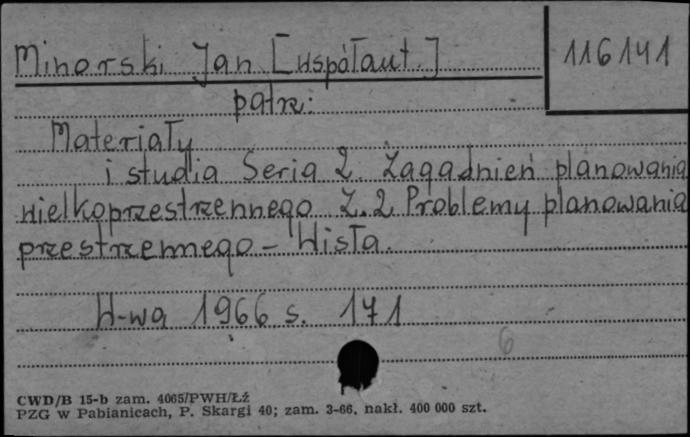 Minorski Jan [współaut.] 116141
patrz:
Materiały
i studia Seria 2. Zagadnień planowania
wielkoprzestrzennego Z.2 Problemy planowania
przestrzennego - Wisła.
W-wa 1966 s. 171
6
CWD/B 15-b zam. 4065/PWH/Łź
PZG w Pabianicach, P. Skargi 40; zam. 3-66. nakł. 400 000 szt.